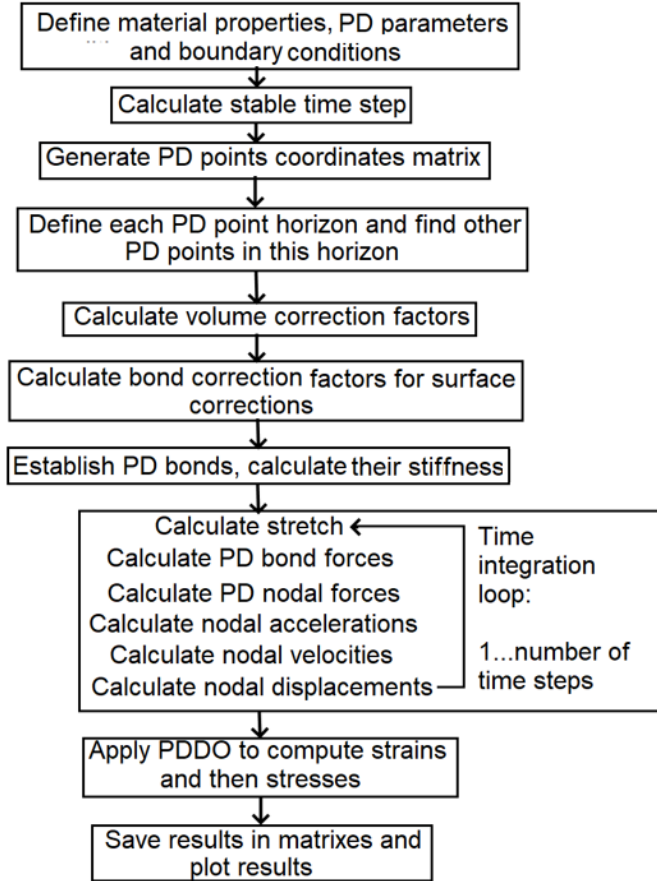 Define material properties, PD parameters
and boundary conditions
Calculate stable time step
Generate PD points coordinates matrix
Define each PD point horizon and find other
PD points in this horizon
Calculate volume correction factors
Calculate bond correction factors for surface
corrections
Establish PD bonds, calculate their stiffness
Calculate stretch
Calculate PD bond forces
Calculate PD nodal forces
Calculate nodal accelerations
Calculate nodal velocities
Calculate nodal displacements
Time
integration
loop:
1...number of
time steps
Apply PDDO to compute strains
and then stresses
Save results in matrixes and
plot results